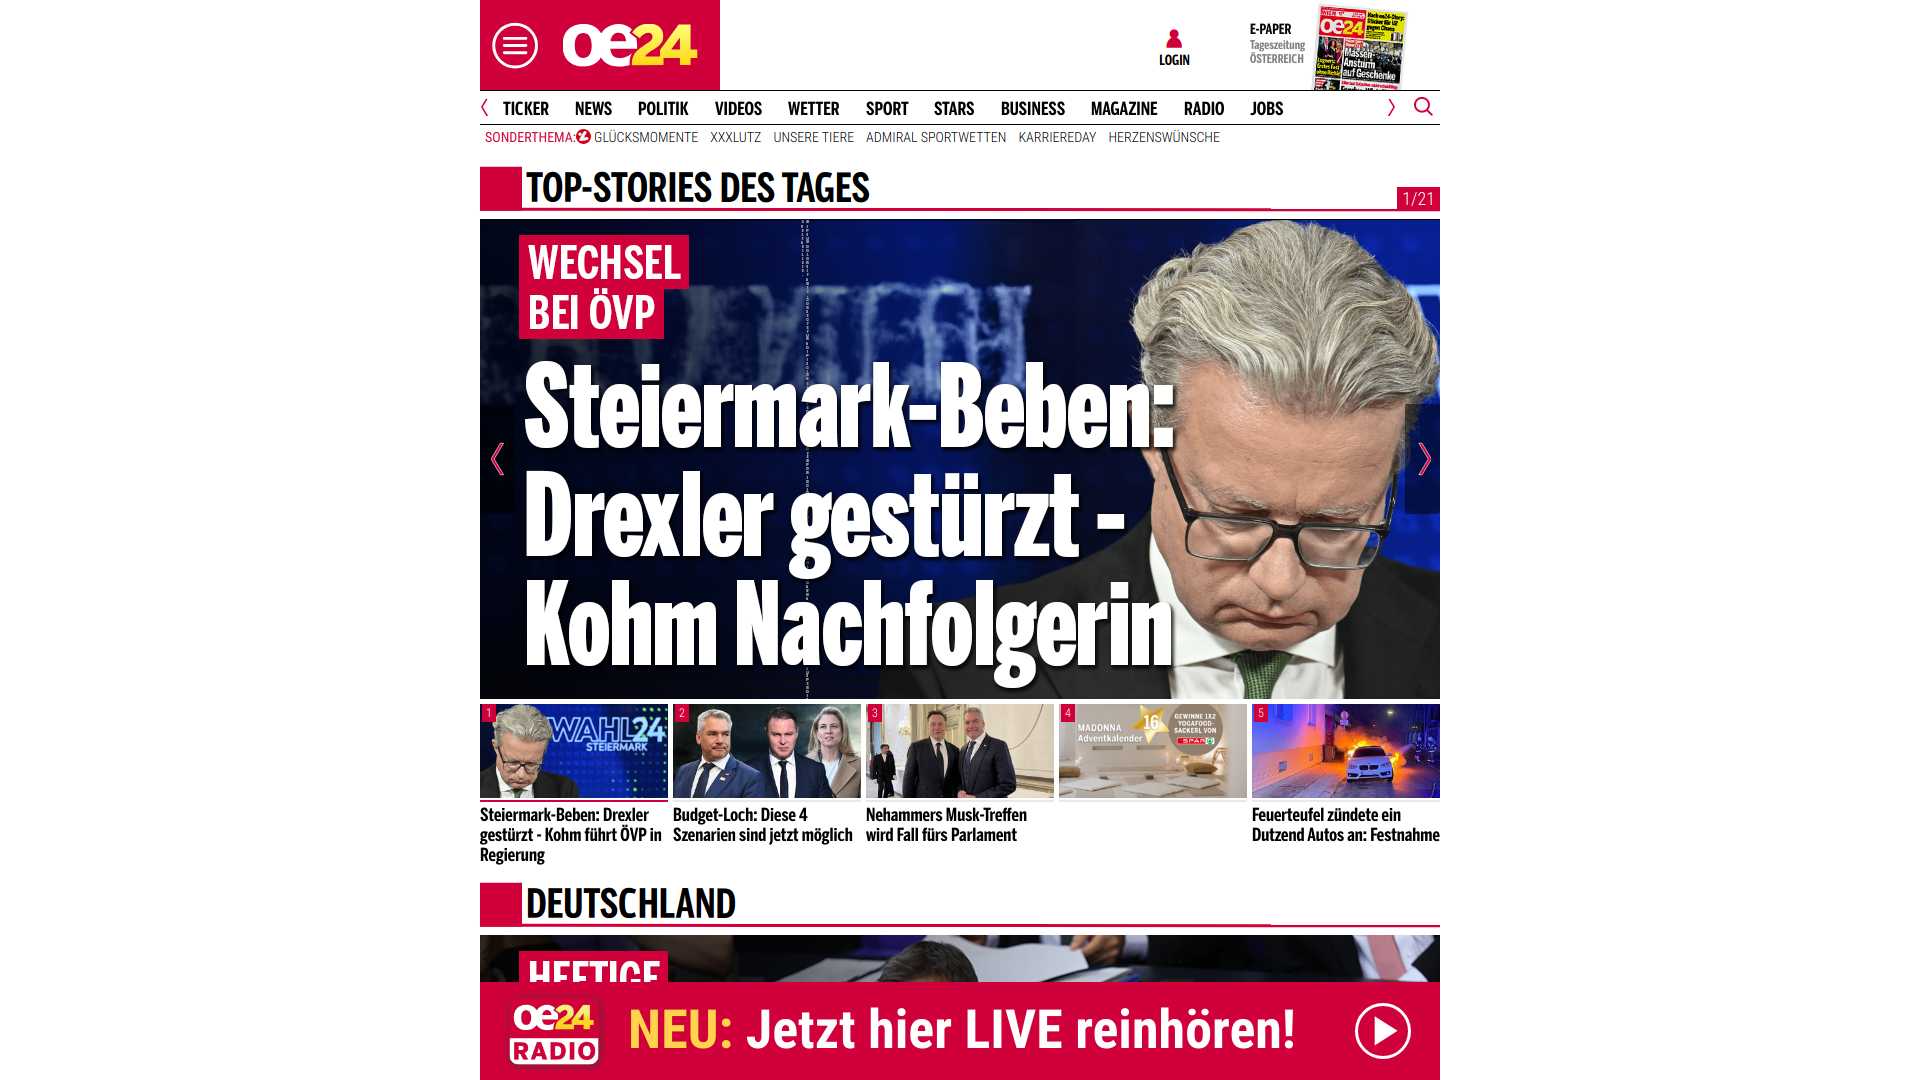 oe24
LOGIN
E-PAPER
Tageszeitung
ÖSTERREICH
oe24
Massen-
Ansturm
auf Geschenke
TICKER NEWS POLITIK VIDEOS WETTER SPORT STARS BUSINESS MAGAZINE RADIO JOBS
SONDERTHEMA: GLÜCKSMOMENTE XXXLUTZ UNSERE TIERE ADMIRAL SPORTWETTEN KARRIEREDAY HERZENSWÜNSCHE
TOP-STORIES DES TAGES
1/21
WECHSEL
BEI ÖVP
Steiermark-Beben:
Drexler gestürzt -
Kohm Nachfolgerin
1
WAHL24
STEIERMARK
2
3
4
MADONNA
Adventkalender
16
GEWINNE 1X2
YOGAFOOD-
SACKERL VON
SPAR
5
Steiermark-Beben: Drexler
gestürzt - Kohm führt ÖVP in
Regierung
Budget-Loch: Diese 4
Szenarien sind jetzt möglich
Nehammers Musk-Treffen
wird Fall fürs Parlament
Feuerteufel zündete ein
Dutzend Autos an: Festnahme
DEUTSCHLAND
HEFTIGE
oe24
RADIO
NEU: Jetzt hier LIVE reinhören!